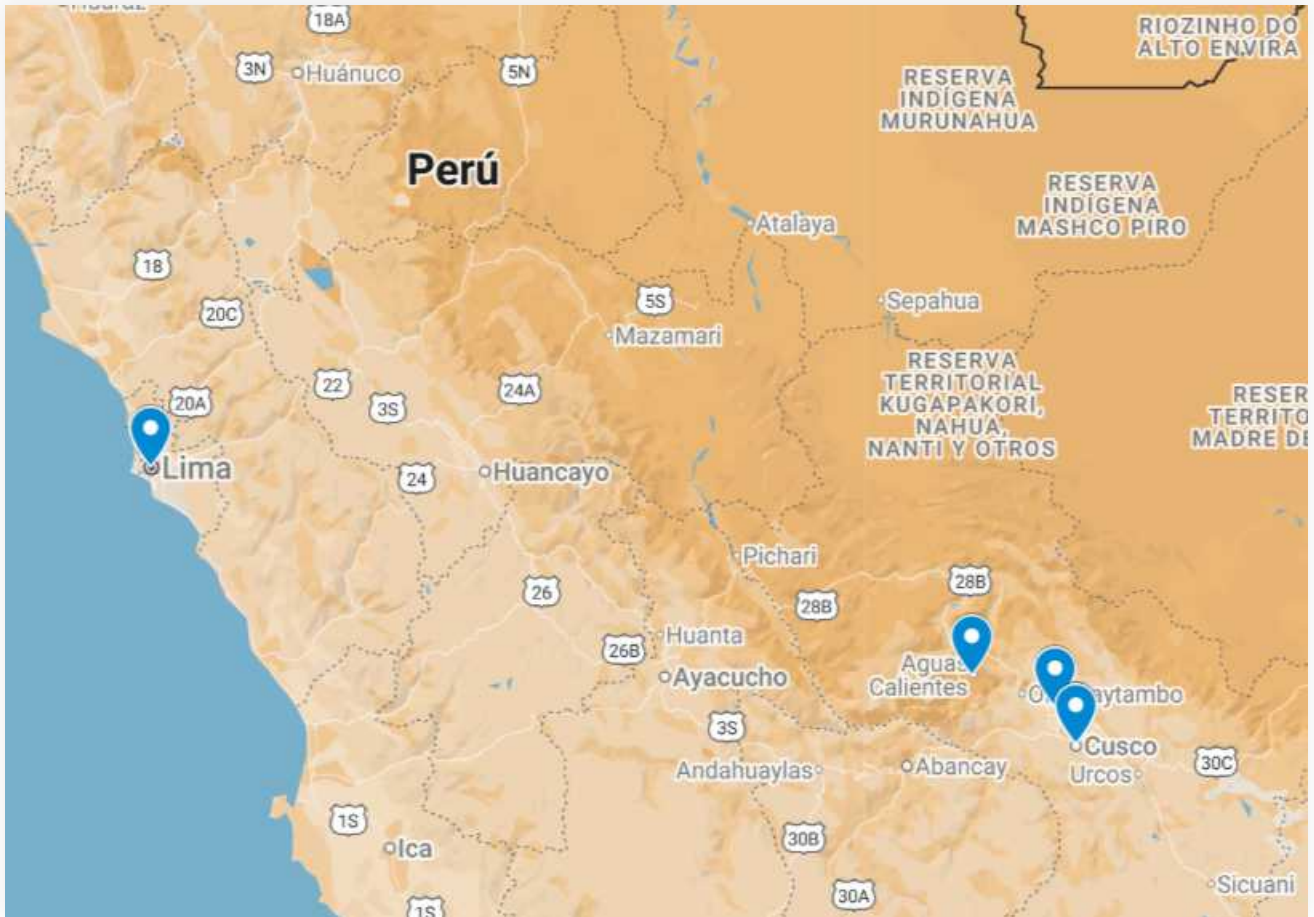 18A
RIOZINHO DO
ALTO ENVIRA
3N
Huánuco
5N
RESERVA
INDÍGENA
MURUNAHUA
Perú
RESERVA
INDÍGENA
MASHCO PIRO
Atalaya
18
20C
5S
Sepahua
Mazamari
RESERVA
TERRITORIAL
KUGAPAKORI,
NAHUA,
NANTI Y OTROS
22
24A
20A
3S
RESER
TERRITO
MADRE DE
Lima
24
Huancayo
Pichari
26
28B
28B
Huanta
26B
Aguas
Calientes
Ayacucho
3S
Cusco
Andahuaylas
Abancay
Urcos
30C
1S
30B
Ica
Sicuani
30A
1S